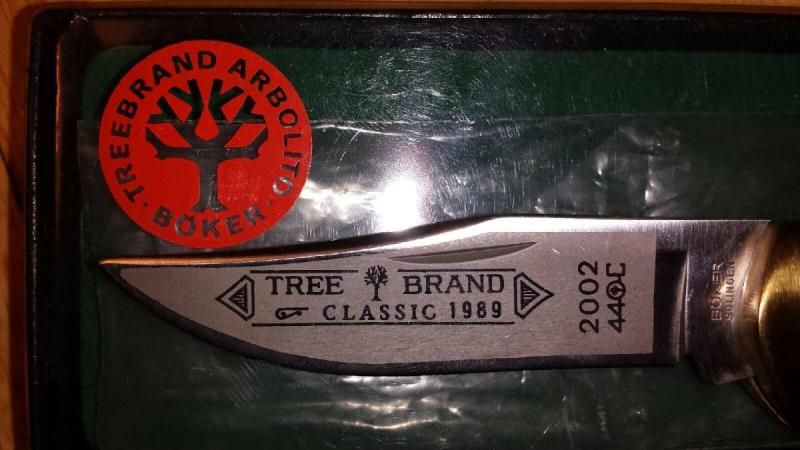 TREEBRAND ARBOLITO
· BÖKER ·
TREE BRAND
CLASSIC 1989
2002
440C
BÖKER
SOLINGEN